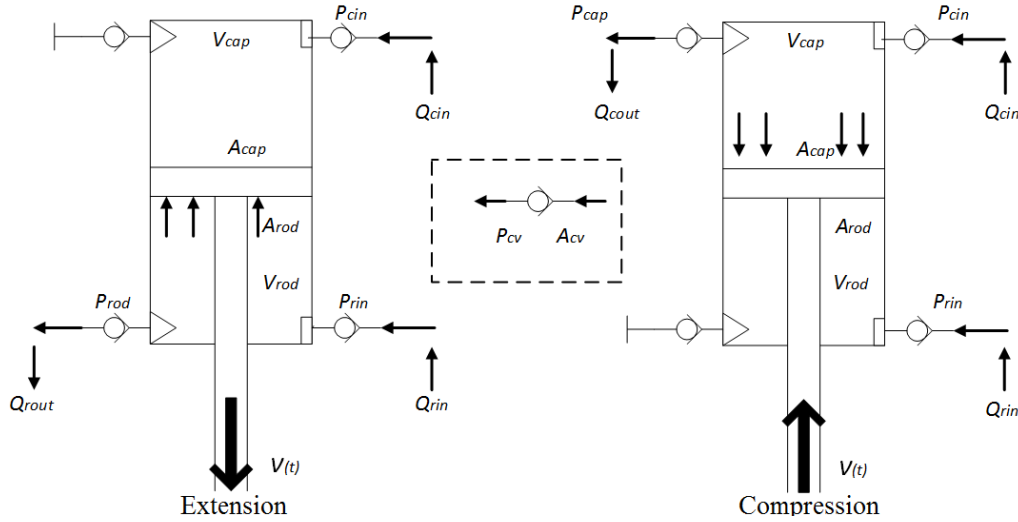 Pcin
Vcap
Qcin
Acap
Arod
Vrod
Prod
Prin
Qrout
Qrin
V(t)
Extension
Pcv
Acv
Pcap
Pcin
Vcap
Qcout
Qcin
Acap
Arod
Vrod
Prin
Qrin
V(t)
Compression